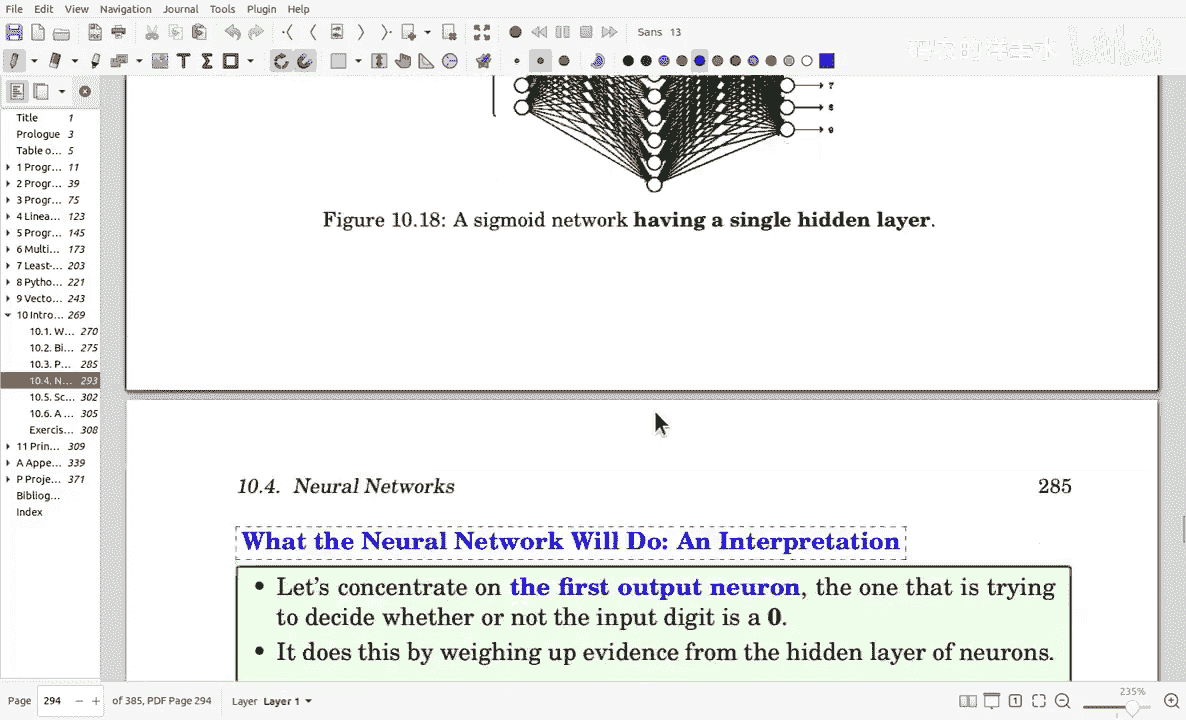 File Edit View Navigation Journal Tools Plugin Help
Sans 13
Title 1
Prologue 3
Table o... 5
1 Progr... 11
2 Progr... 39
3 Progr... 75
4 Linea... 123
5 Progr... 145
6 Multi... 173
7 Least-... 203
8 Pytho... 221
9 Vecto... 243
10 Intro... 269
10.1. W... 270
10.2. Bi... 275
10.3. P... 285
10.4. N... 293
10.5. Sc... 302
10.6. A ... 305
Exercis... 308
11 Prin... 309
A Appe... 339
P Proje... 371
Bibliog...
Index
7
8
9
Figure 10.18: A sigmoid network having a single hidden layer.
10.4. Neural Networks 285
What the Neural Network Will Do: An Interpretation
• Let's concentrate on the first output neuron, the one that is trying
to decide whether or not the input digit is a 0.
• It does this by weighing up evidence from the hidden layer of neurons.
Page 294 − + of 385, PDF Page 294 Layer Layer 1
235%